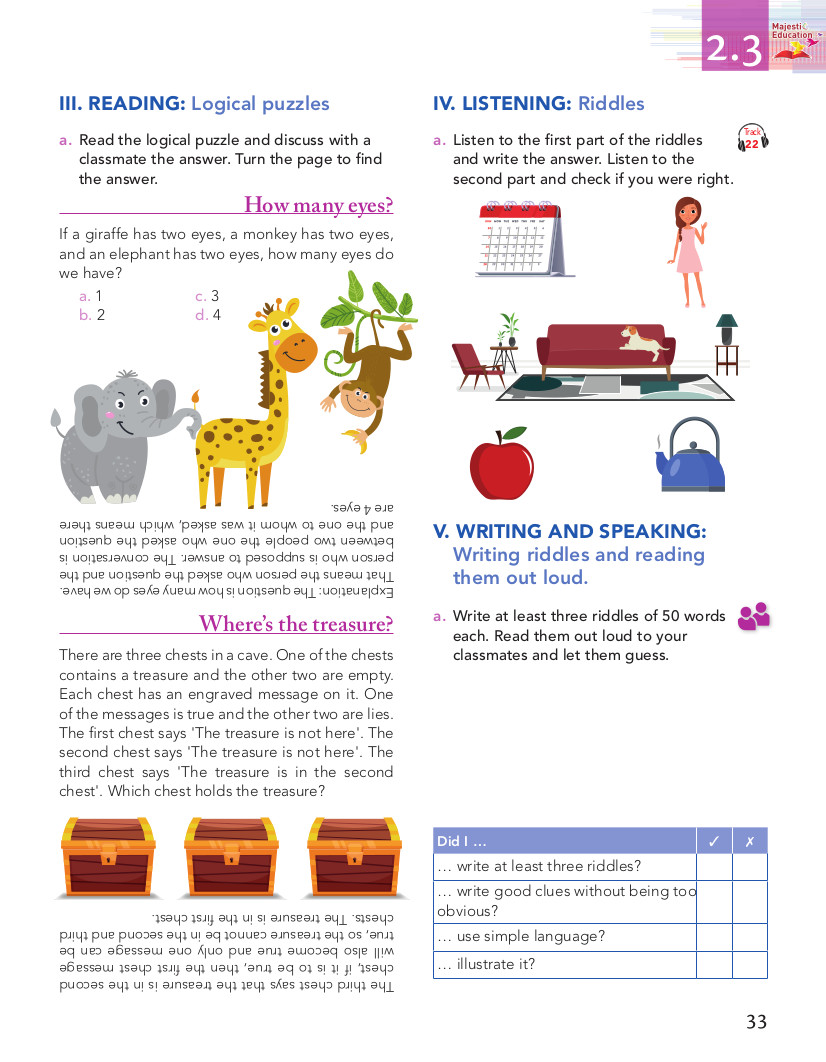 Majesti
Education
2.3
III. READING: Logical puzzles
a. Read the logical puzzle and discuss with a
classmate the answer. Turn the page to find
the answer.
How many eyes?
If a giraffe has two eyes, a monkey has two eyes,
and an elephant has two eyes, how many eyes do
we have?
a. 1 c. 3
b. 2 d. 4
Explanation: The question is how many eyes do we have.
That means the person who asked the question and the
person who is supposed to answer. The conversation is
between two people the one who asked the question
and the one to whom it was asked, which means there
are 4 eyes.
Where's the treasure?
There are three chests in a cave. One of the chests
contains a treasure and the other two are empty.
Each chest has an engraved message on it. One
of the messages is true and the other two are lies.
The first chest says 'The treasure is not here'. The
second chest says 'The treasure is not here'. The
third chest says 'The treasure is in the second
chest'. Which chest holds the treasure?
The third chest says that the treasure is in the second
chest, if it is to be true, then the first chest message
will also become true and only one message can be
true, so the treasure cannot be in the second and third
chests. The treasure is in the first chest.
IV. LISTENING: Riddles
a. Listen to the first part of the riddles
and write the answer. Listen to the
second part and check if you were right.
Track
22
V. WRITING AND SPEAKING:
Writing riddles and reading
them out loud.
a. Write at least three riddles of 50 words
each. Read them out loud to your
classmates and let them guess.
Did I … ✓ ✗
… write at least three riddles?
… write good clues without being too
obvious?
… use simple language?
… illustrate it?
33